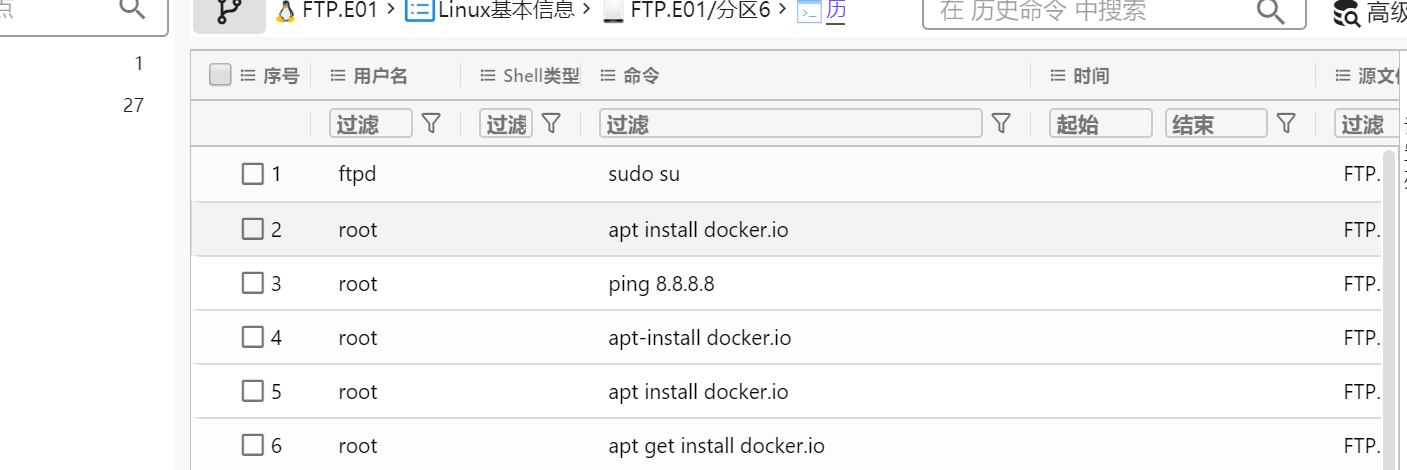 点
FTP.E01 > Linux基本信息 > FTP.E01/分区6 > 历
在 历史命令 中搜索
高级
1
27
序号 用户名 Shell类型 命令 时间 源文件
过滤 过滤 过滤 起始 结束 过滤
1 ftpd sudo su FTP.
2 root apt install docker.io FTP.
3 root ping 8.8.8.8 FTP.
4 root apt-install docker.io FTP.
5 root apt install docker.io FTP.
6 root apt get install docker.io FTP.